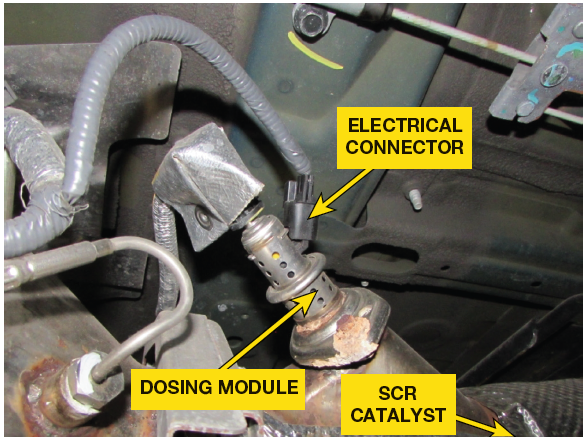 ELECTRICAL
CONNECTOR
DOSING MODULE
SCR
CATALYST